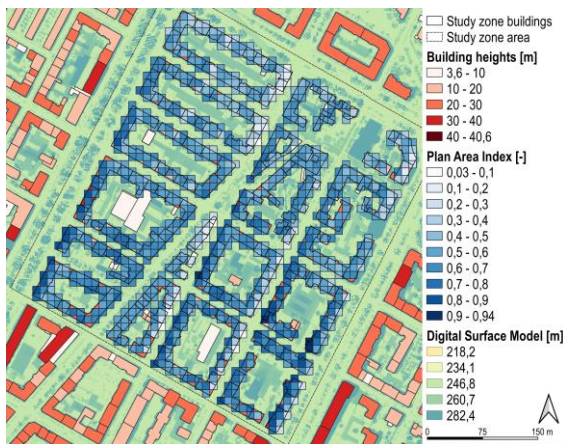 Study zone buildings
Study zone area
Building heights [m]
3,6 - 10
10 - 20
20 - 30
30 - 40
40 - 40,6
Plan Area Index [-]
0,03 - 0,1
0,1 - 0,2
0,2 - 0,3
0,3 - 0,4
0,4 - 0,5
0,5 - 0,6
0,6 - 0,7
0,7 - 0,8
0,8 - 0,9
0,9 - 0,94
Digital Surface Model [m]
218,2
234,1
246,8
260,7
282,4
0 75 150 m